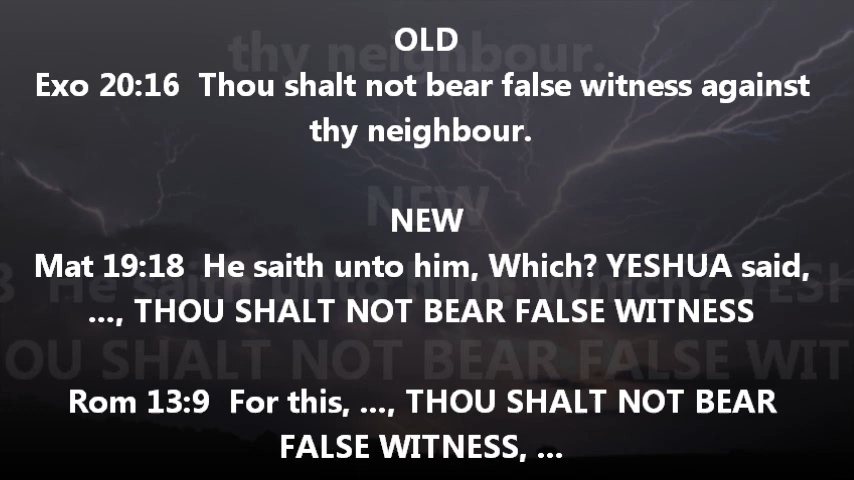 OLD
Exo 20:16 Thou shalt not bear false witness against
thy neighbour.
NEW
Mat 19:18 He saith unto him, Which? YESHUA said,
..., THOU SHALT NOT BEAR FALSE WITNESS
Rom 13:9 For this, ..., THOU SHALT NOT BEAR
FALSE WITNESS, ...